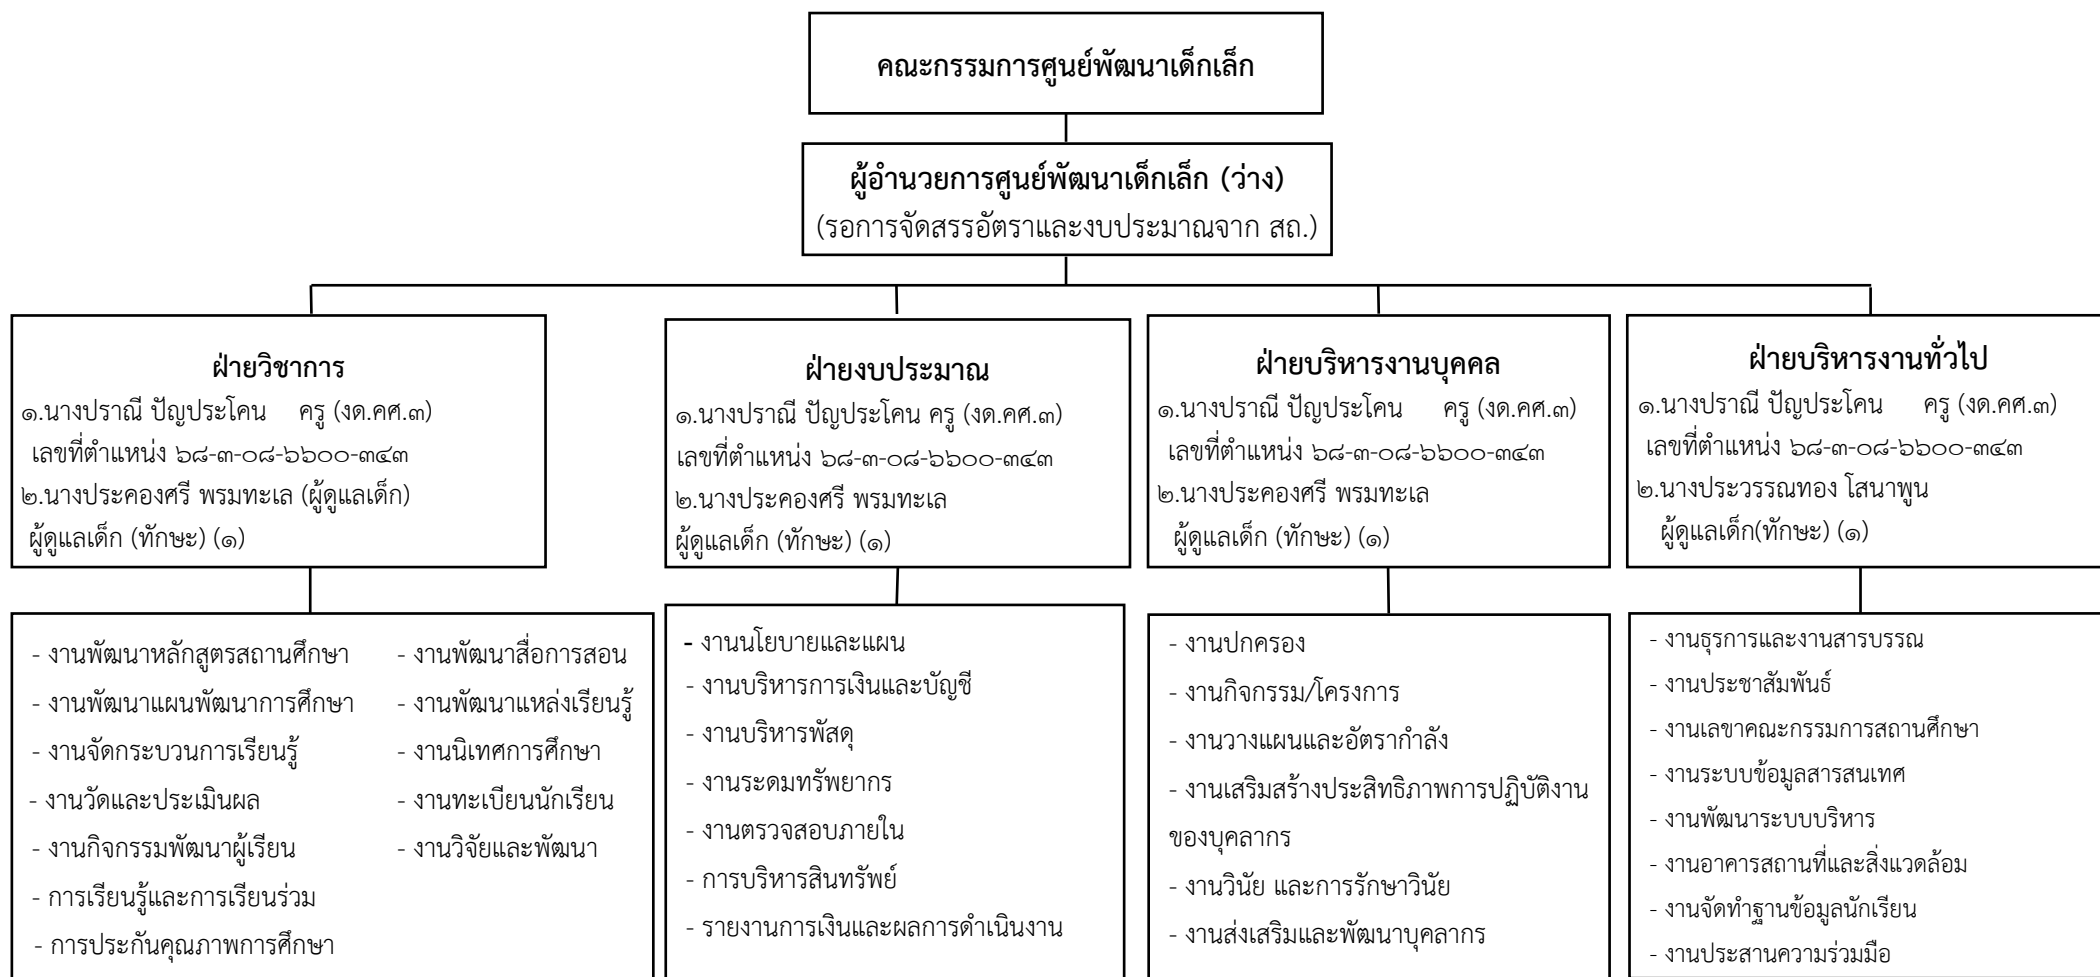 คณะกรรมการศูนย์พัฒนาเด็กเล็ก
ผู้อำนวยการศูนย์พัฒนาเด็กเล็ก (ว่าง)
(รอการจัดสรรอัตราและงบประมาณจาก สถ.)
ฝ่ายวิชาการ
๑.นางปราณี ปัญประโคน ครู (งด.คศ.๓)
เลขที่ตำแหน่ง ๖๘-๓-๐๘-๖๖๐๐-๓๔๓
๒.นางประคองศรี พรมทะเล (ผู้ดูแลเด็ก)
ผู้ดูแลเด็ก (ทักษะ) (๑)
ฝ่ายงบประมาณ
๑.นางปราณี ปัญประโคน ครู (งด.คศ.๓)
เลขที่ตำแหน่ง ๖๘-๓-๐๘-๖๖๐๐-๓๔๓
๒.นางประคองศรี พรมทะเล
ผู้ดูแลเด็ก (ทักษะ) (๑)
ฝ่ายบริหารงานบุคคล
๑.นางปราณี ปัญประโคน ครู (งด.คศ.๓)
เลขที่ตำแหน่ง ๖๘-๓-๐๘-๖๖๐๐-๓๔๓
๒.นางประคองศรี พรมทะเล
ผู้ดูแลเด็ก (ทักษะ) (๑)
ฝ่ายบริหารงานทั่วไป
๑.นางปราณี ปัญประโคน ครู (งด.คศ.๓)
เลขที่ตำแหน่ง ๖๘-๓-๐๘-๖๖๐๐-๓๔๓
๒.นางประวรรณทอง โสนาพูน
ผู้ดูแลเด็ก(ทักษะ) (๑)
- งานพัฒนาหลักสูตรสถานศึกษา - งานพัฒนาสื่อการสอน
- งานพัฒนาแผนพัฒนาการศึกษา - งานพัฒนาแหล่งเรียนรู้
- งานจัดกระบวนการเรียนรู้ - งานนิเทศการศึกษา
- งานวัดและประเมินผล - งานทะเบียนนักเรียน
- งานกิจกรรมพัฒนาผู้เรียน - งานวิจัยและพัฒนา
- การเรียนรู้และการเรียนร่วม
- การประกันคุณภาพการศึกษา
- งานนโยบายและแผน
- งานบริหารการเงินและบัญชี
- งานบริหารพัสดุ
- งานระดมทรัพยากร
- งานตรวจสอบภายใน
- การบริหารสินทรัพย์
- รายงานการเงินและผลการดำเนินงาน
- งานปกครอง
- งานกิจกรรม/โครงการ
- งานวางแผนและอัตรากำลัง
- งานเสริมสร้างประสิทธิภาพการปฏิบัติงาน
ของบุคลากร
- งานวินัย และการรักษาวินัย
- งานส่งเสริมและพัฒนาบุคลากร
- งานธุรการและงานสารบรรณ
- งานประชาสัมพันธ์
- งานเลขาคณะกรรมการสถานศึกษา
- งานระบบข้อมูลสารสนเทศ
- งานพัฒนาระบบบริหาร
- งานอาคารสถานที่และสิ่งแวดล้อม
- งานจัดทำฐานข้อมูลนักเรียน
- งานประสานความร่วมมือ